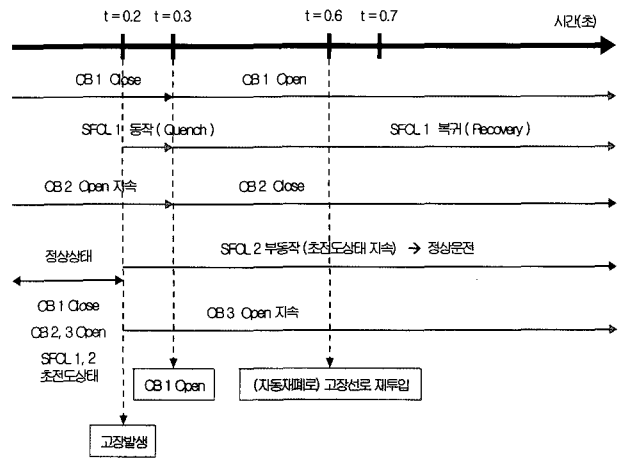 t = 0.2 t = 0.3 t = 0.6 t = 0.7 시간(초)
CB 1 Close CB 1 Open
SFCL 1 동작 ( Quench ) SFCL 1 복귀 ( Recovery )
CB 2 Open 지속 CB 2 Close
정상상태 SFCL 2 부동작 (초전도상태 지속) → 정상운전
CB 1 Close CB 3 Open 지속
CB 2, 3 Open
SFCL 1, 2
초전도상태
CB 1 Open (자동재폐로) 고장선로 재투입
고장발생